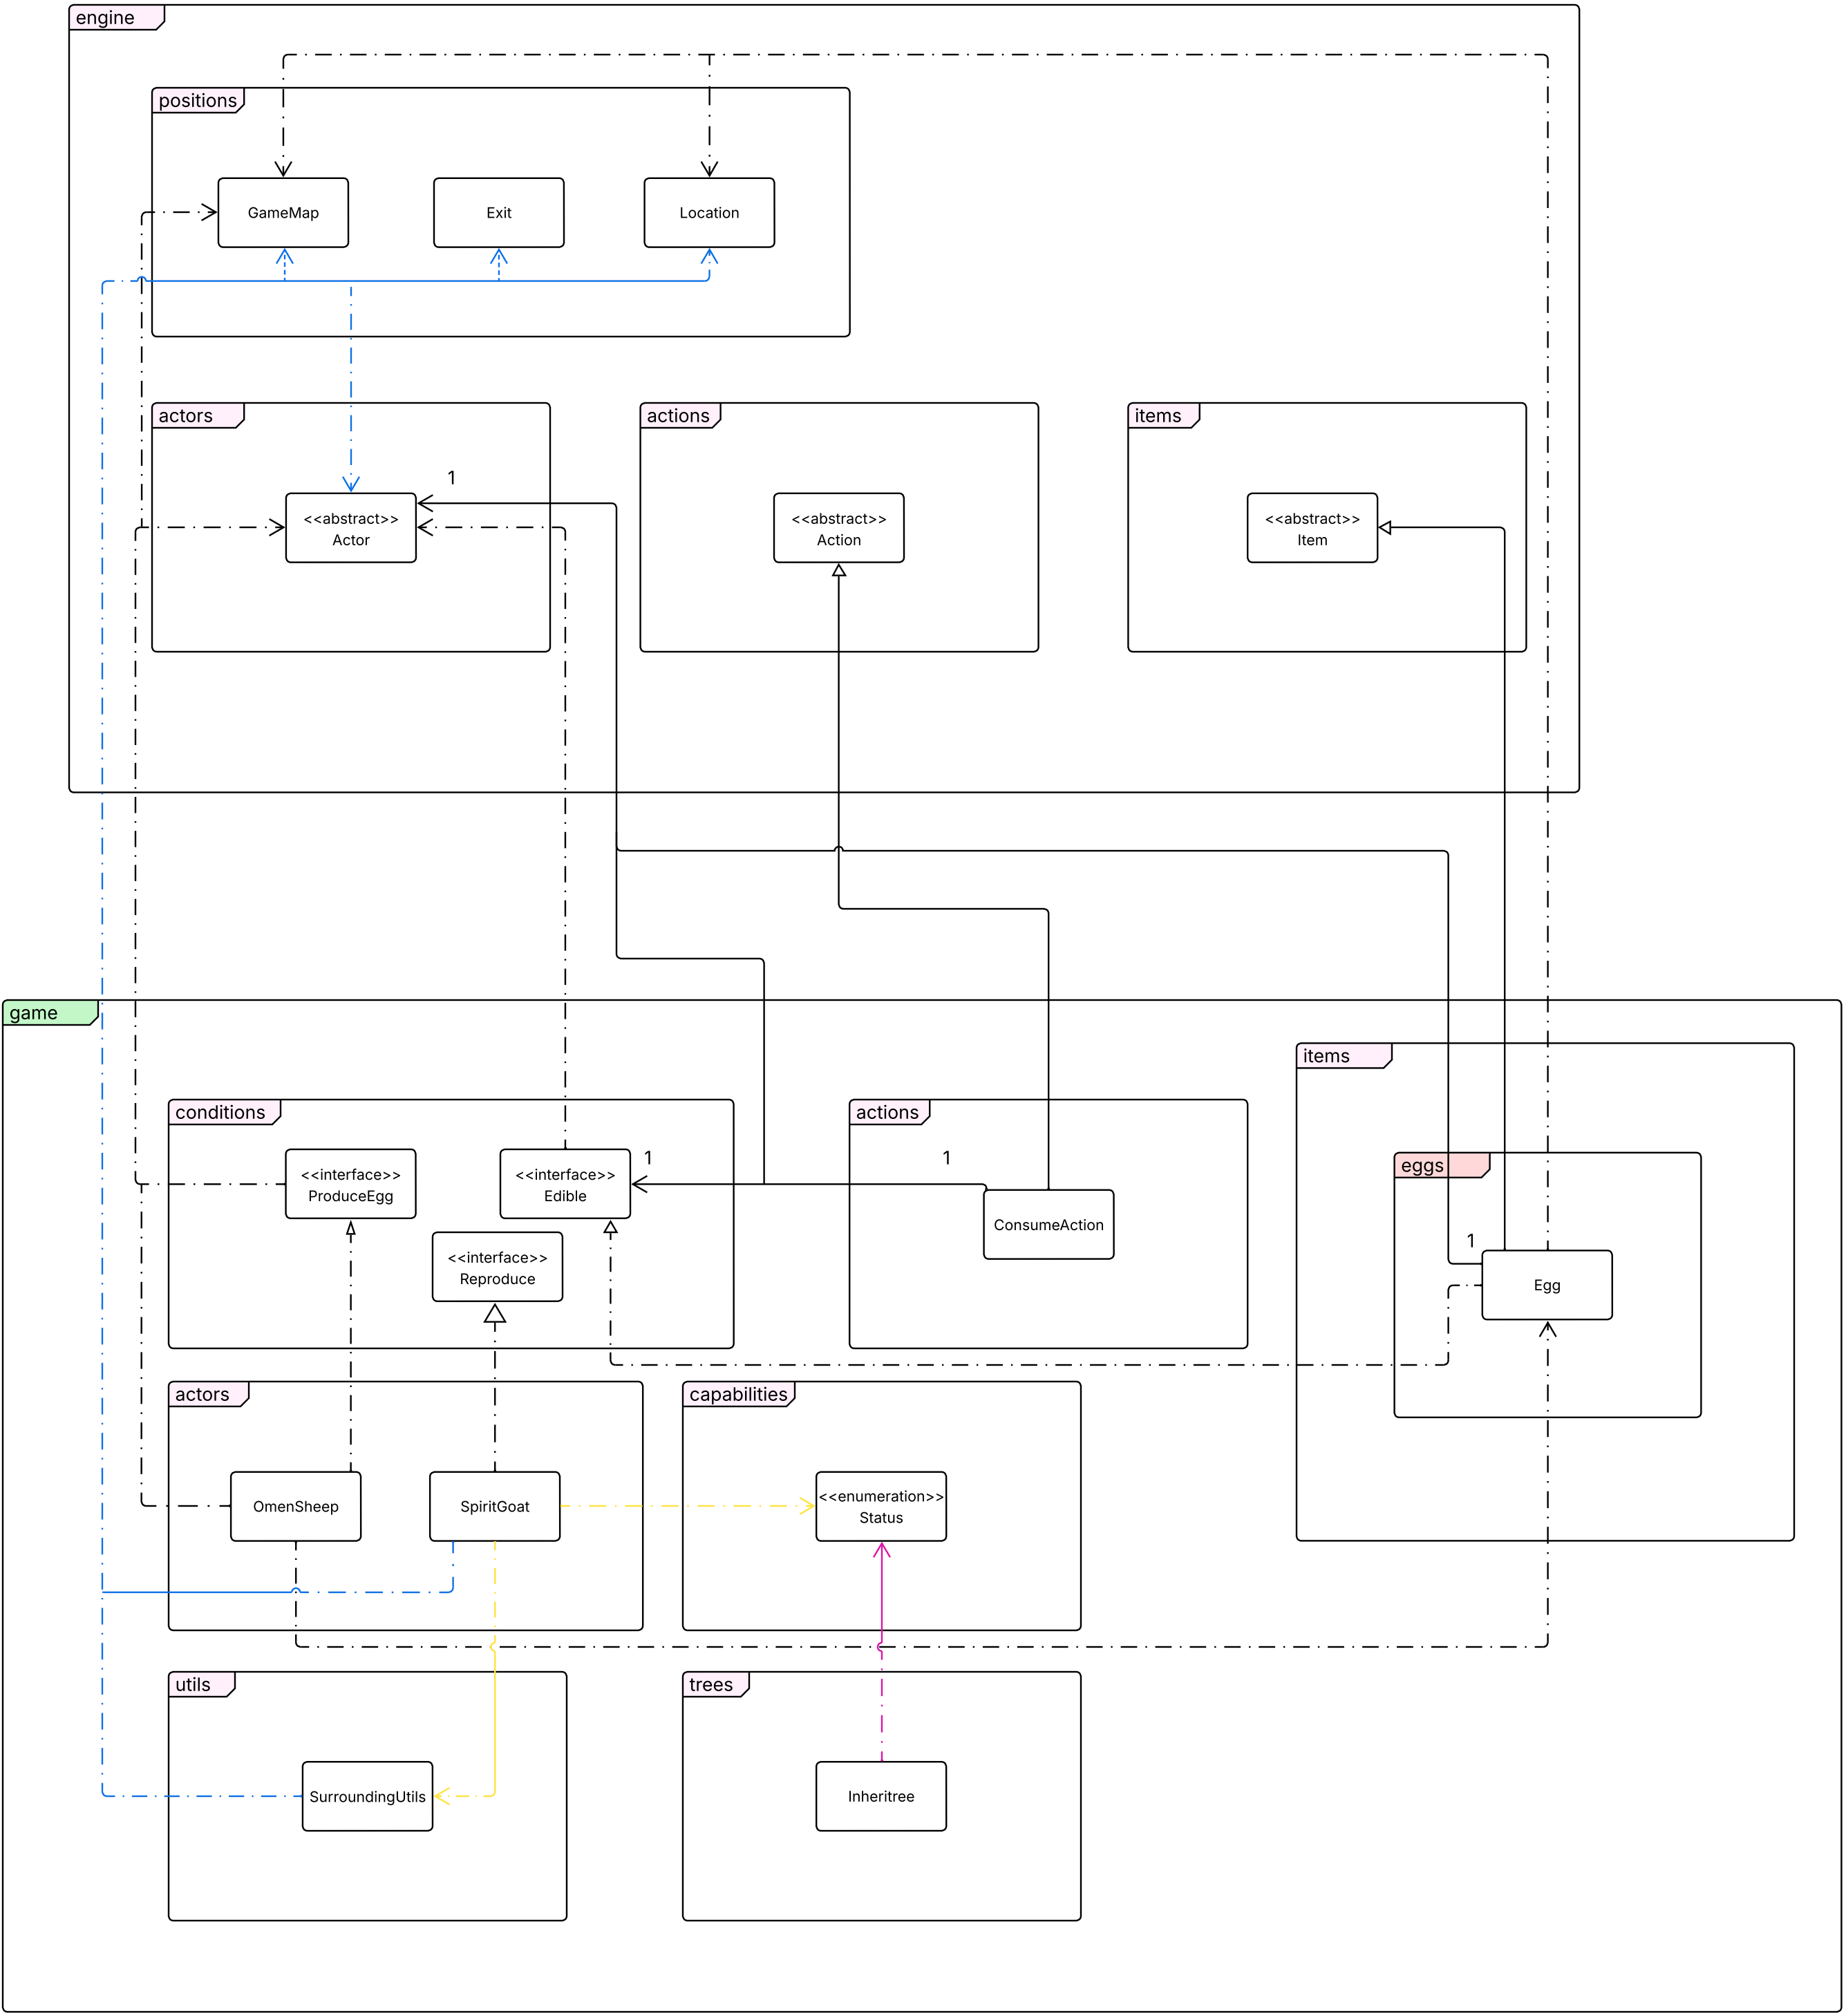 engine
positions
GameMap
Exit
Location
actors
actions
items
1
<<abstract>>
Actor
<<abstract>>
Action
<<abstract>>
Item
game
items
conditions
actions
<<interface>>
ProduceEgg
<<interface>>
Edible
1
1
eggs
ConsumeAction
<<interface>>
Reproduce
1
Egg
actors
capabilities
OmenSheep
SpiritGoat
<<enumeration>>
Status
utils
trees
SurroundingUtils
Inheritree